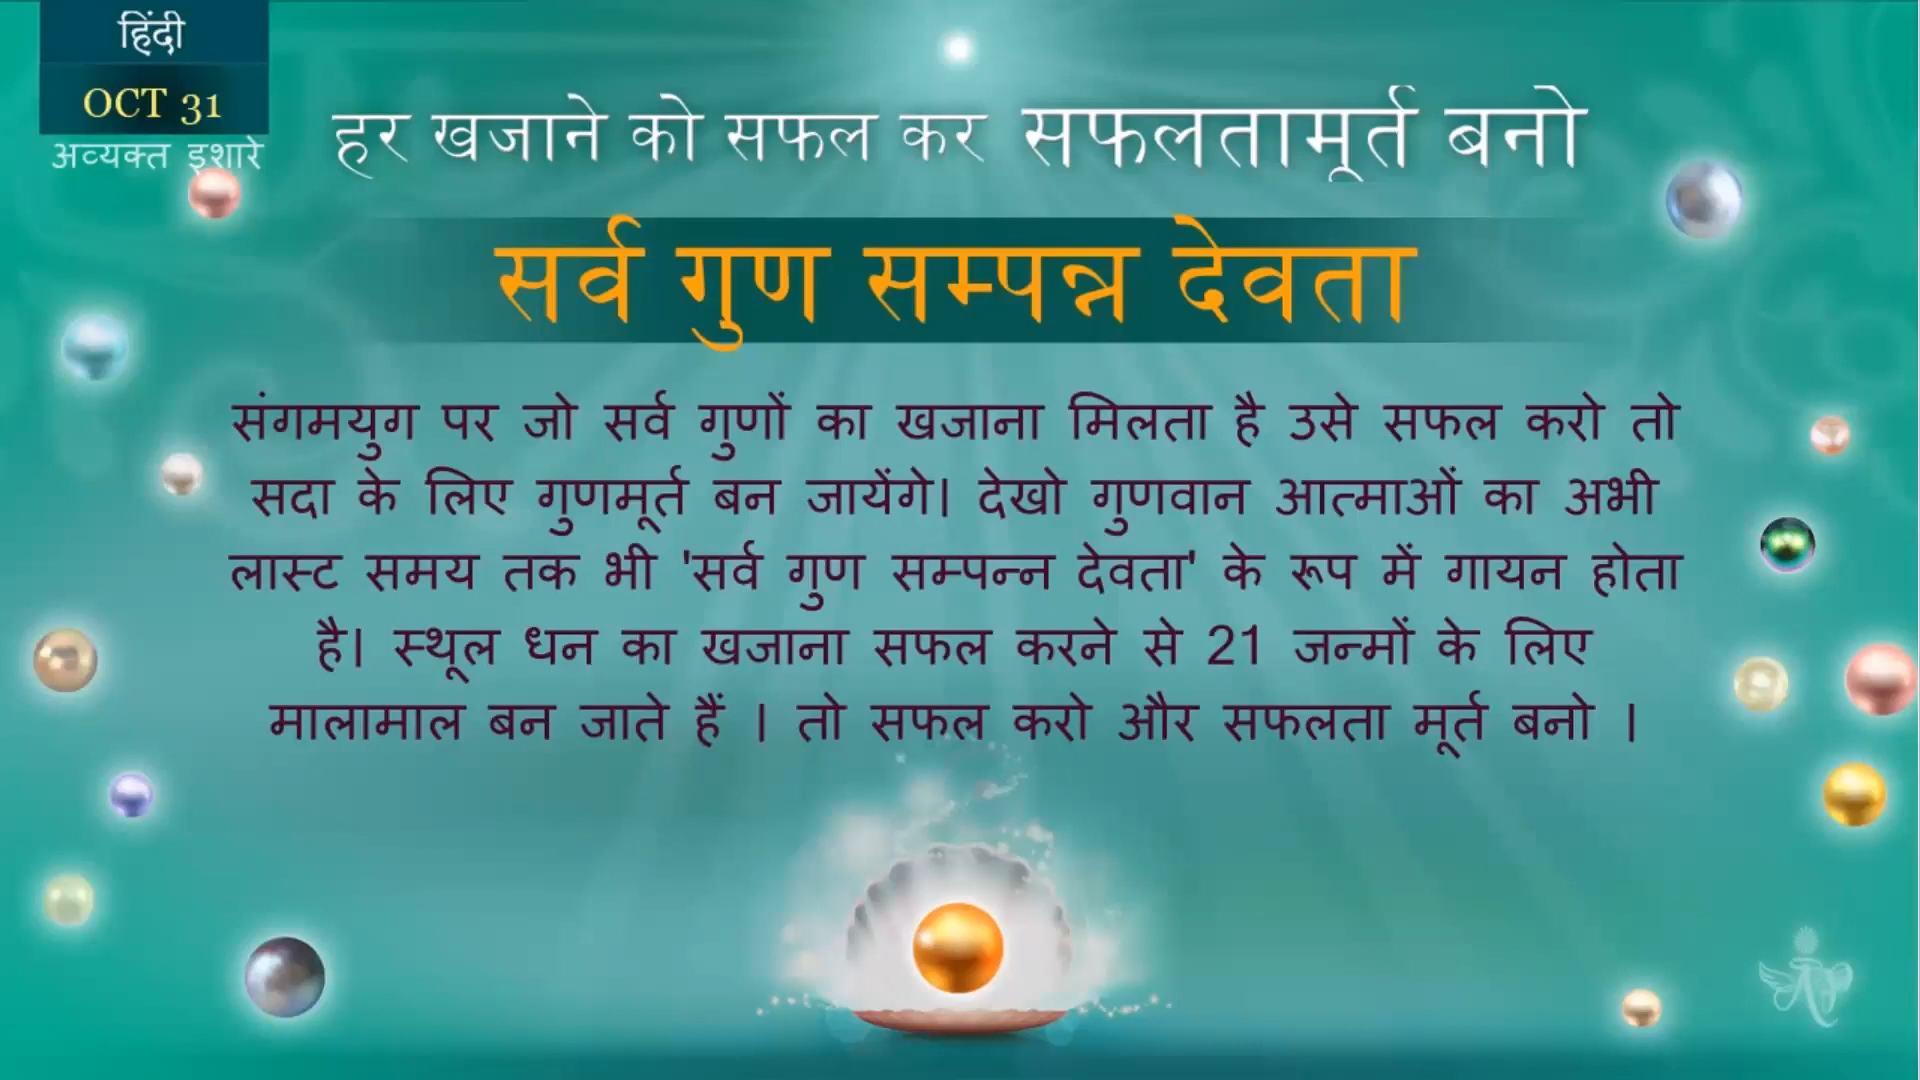 हिंदी
OCT 31
अव्यक्त इशारे
हर खजाने को सफल कर सफलतामूर्त बनो
सर्व गुण सम्पन्न देवता
संगमयुग पर जो सर्व गुणों का खजाना मिलता है उसे सफल करो तो
सदा के लिए गुणमूर्त बन जायेंगे। देखो गुणवान आत्माओं का अभी
लास्ट समय तक भी 'सर्व गुण सम्पन्न देवता' के रूप में गायन होता
है। स्थूल धन का खजाना सफल करने से 21 जन्मों के लिए
मालामाल बन जाते हैं । तो सफल करो और सफलता मूर्त बनो ।